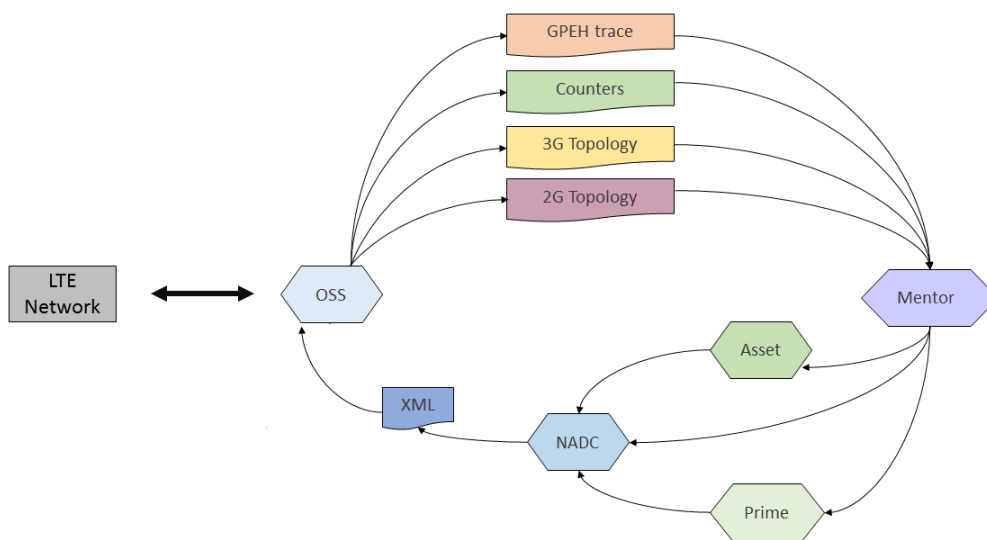 GPEH trace
Counters
3G Topology
2G Topology
LTE
Network
OSS
Mentor
Asset
XML
NADC
Prime